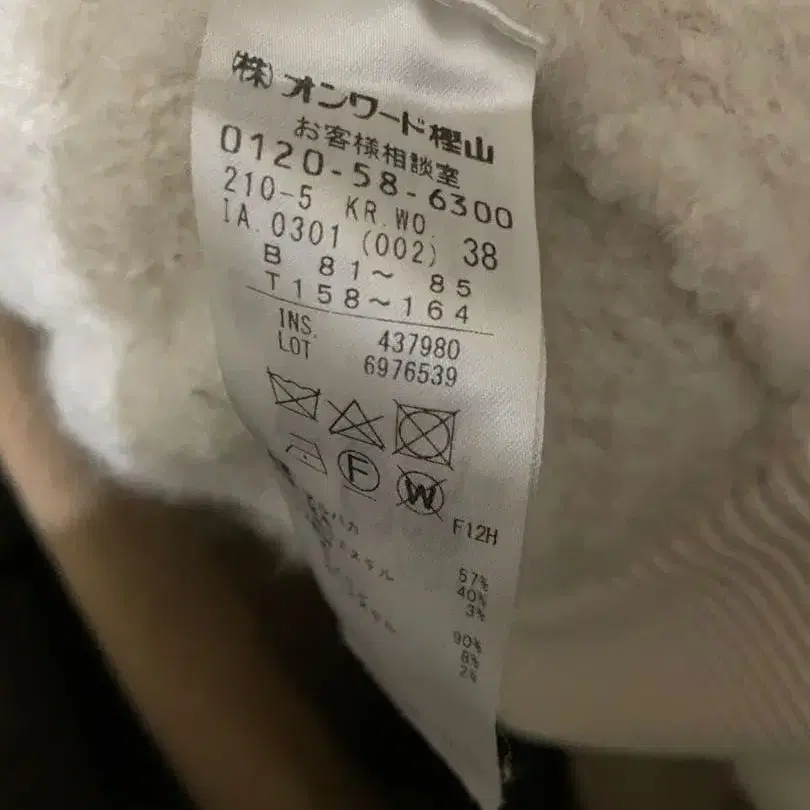 (株)オンワード樫山
お客様相談室
0120-58-6300
210-5 KR.WO. 38
IA.0301 (002)
B 81～ 85
T158～164
INS. 437980
LOT 6976539
F
W
F12H
57%
40%
3%
90%
8%
2%